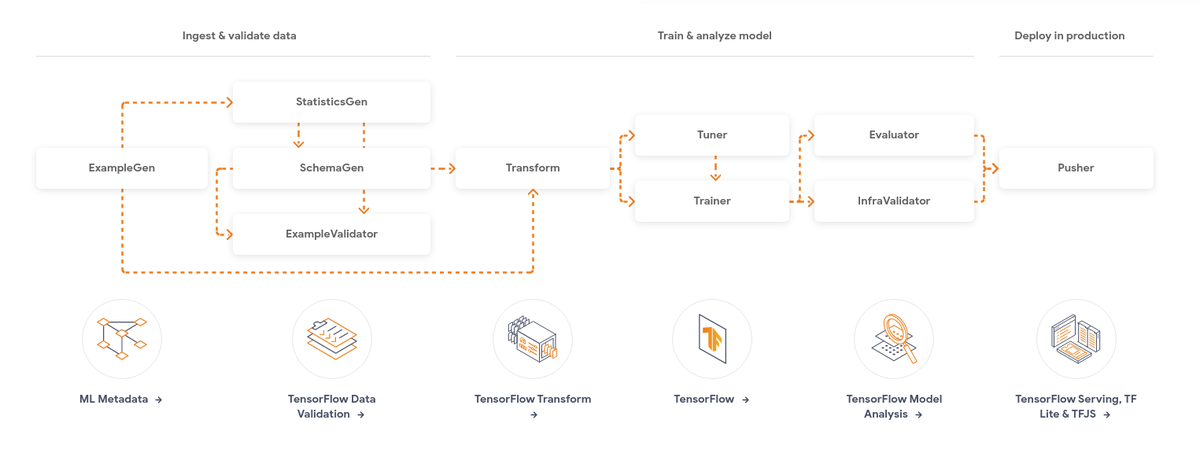 Ingest & validate data
Train & analyze model
Deploy in production
StatisticsGen
Tuner
Evaluator
ExampleGen
SchemaGen
Transform
Pusher
Trainer
InfraValidator
ExampleValidator
ML Metadata →
TensorFlow Data
Validation →
TensorFlow Transform
→
TensorFlow →
TensorFlow Model
Analysis →
TensorFlow Serving, TF
Lite & TFJS →